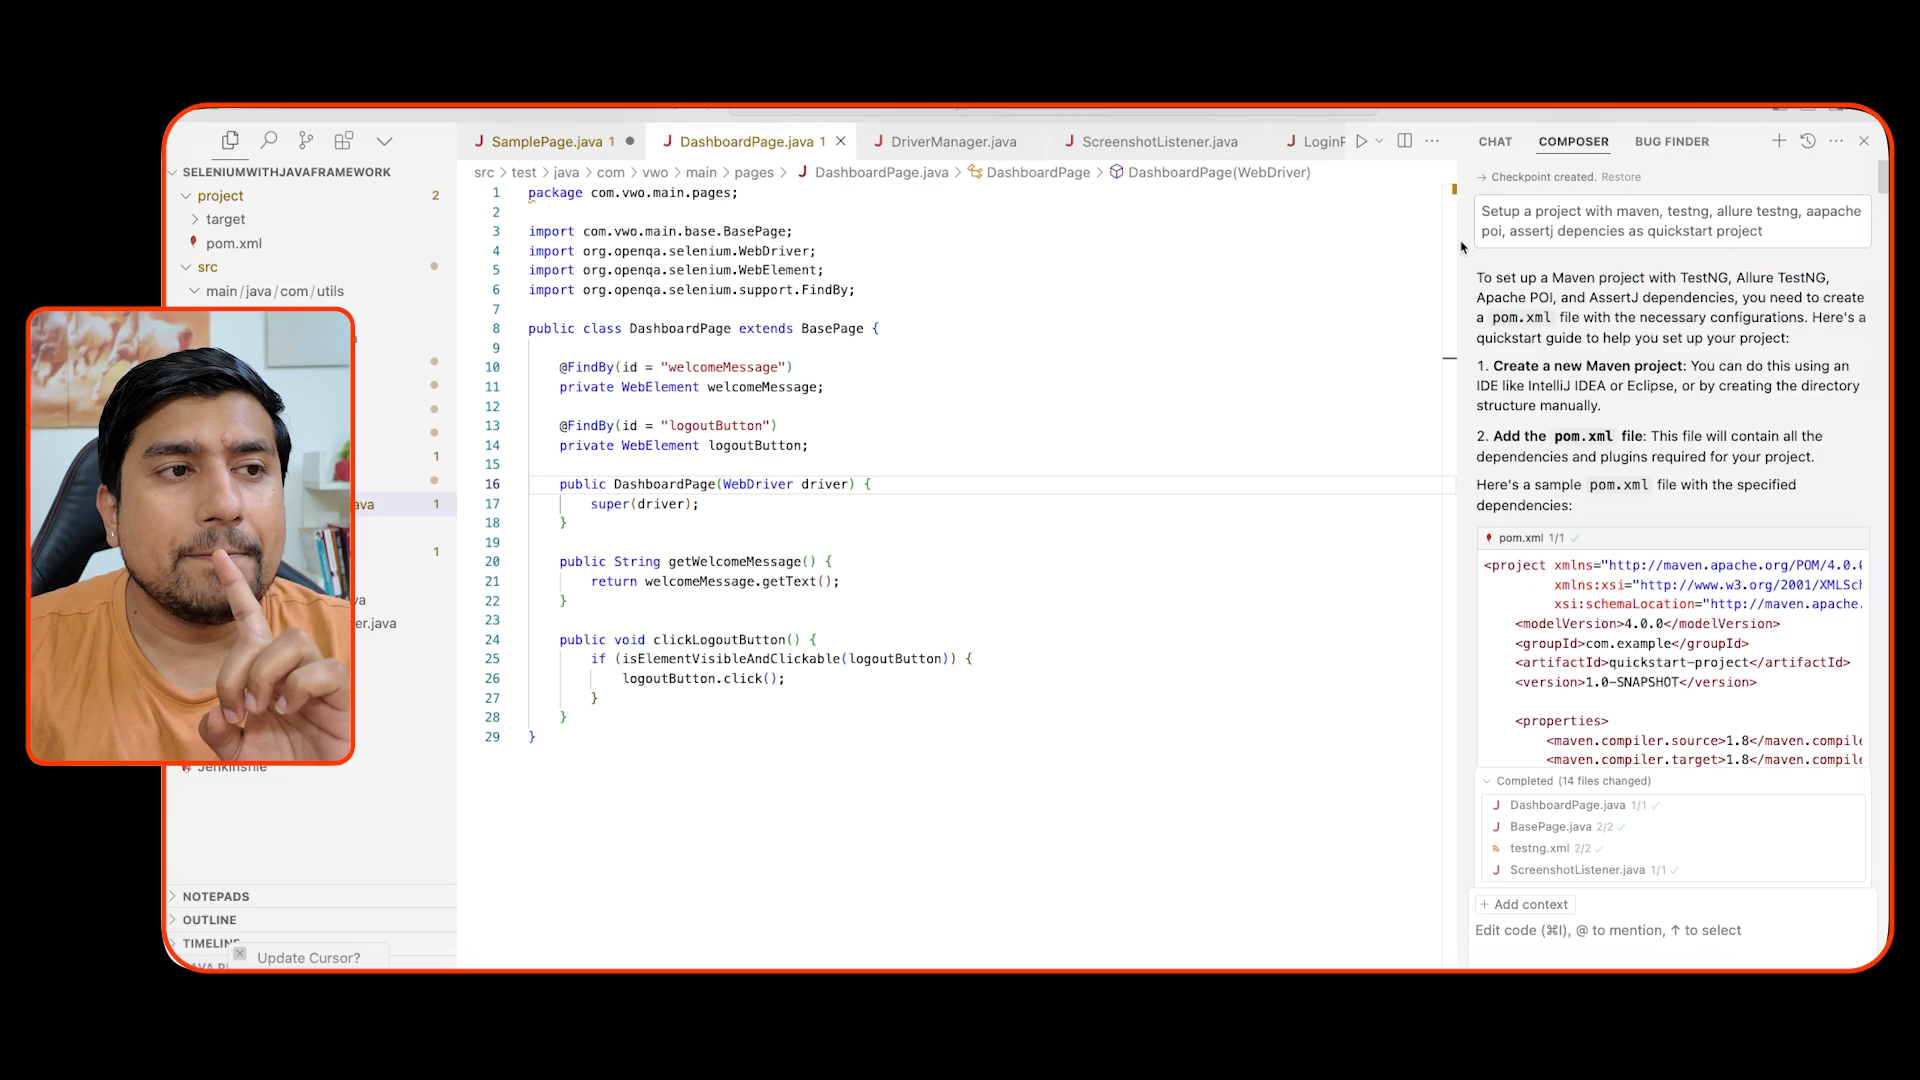 SamplePage.java 1
DashboardPage.java 1
DriverManager.java
ScreenshotListener.java
CHAT COMPOSER BUG FINDER
SELENIUMWITHJAVAFRAMEWORK
project 2
target
pom.xml
src
main/java/com/utils
1
ava 1
1
va
er.java
Jenkinsfile
NOTEPADS
OUTLINE
TIMELINE
Update Cursor?
src > test > java > com > vwo > main > pages > DashboardPage.java > DashboardPage > DashboardPage(WebDriver)
1 package com.vwo.main.pages;
2
3 import com.vwo.main.base.BasePage;
4 import org.openqa.selenium.WebDriver;
5 import org.openqa.selenium.WebElement;
6 import org.openqa.selenium.support.FindBy;
7
8 public class DashboardPage extends BasePage {
9
10 @FindBy(id = "welcomeMessage")
11 private WebElement welcomeMessage;
12
13 @FindBy(id = "logoutButton")
14 private WebElement logoutButton;
15
16 public DashboardPage(WebDriver driver) {
17 super(driver);
18 }
19
20 public String getWelcomeMessage() {
21 return welcomeMessage.getText();
22 }
23
24 public void clickLogoutButton() {
25 if (isElementVisibleAndClickable(logoutButton)) {
26 logoutButton.click();
27 }
28 }
29 }
Checkpoint created. Restore
Setup a project with maven, testng, allure testng, aapache
poi, assertj depencies as quickstart project
To set up a Maven project with TestNG, Allure TestNG,
Apache POI, and AssertJ dependencies, you need to create
a pom.xml file with the necessary configurations. Here's a
quickstart guide to help you set up your project:
1. Create a new Maven project: You can do this using an
IDE like IntelliJ IDEA or Eclipse, or by creating the directory
structure manually.
2. Add the pom.xml file: This file will contain all the
dependencies and plugins required for your project.
Here's a sample pom.xml file with the specified
dependencies:
pom.xml 1/1
<project xmlns="http://maven.apache.org/POM/4.0.0
xmlns:xsi="http://www.w3.org/2001/XMLSch
xsi:schemaLocation="http://maven.apache.
<modelVersion>4.0.0</modelVersion>
<groupId>com.example</groupId>
<artifactId>quickstart-project</artifactId>
<version>1.0-SNAPSHOT</version>
<properties>
<maven.compiler.source>1.8</maven.compile
<maven.compiler.target>1.8</maven.compile
Completed (14 files changed)
DashboardPage.java 1/1
BasePage.java 2/2
testng.xml 2/2
ScreenshotListener.java 1/1
+ Add context
Edit code (⌘I), @ to mention, ↑ to select